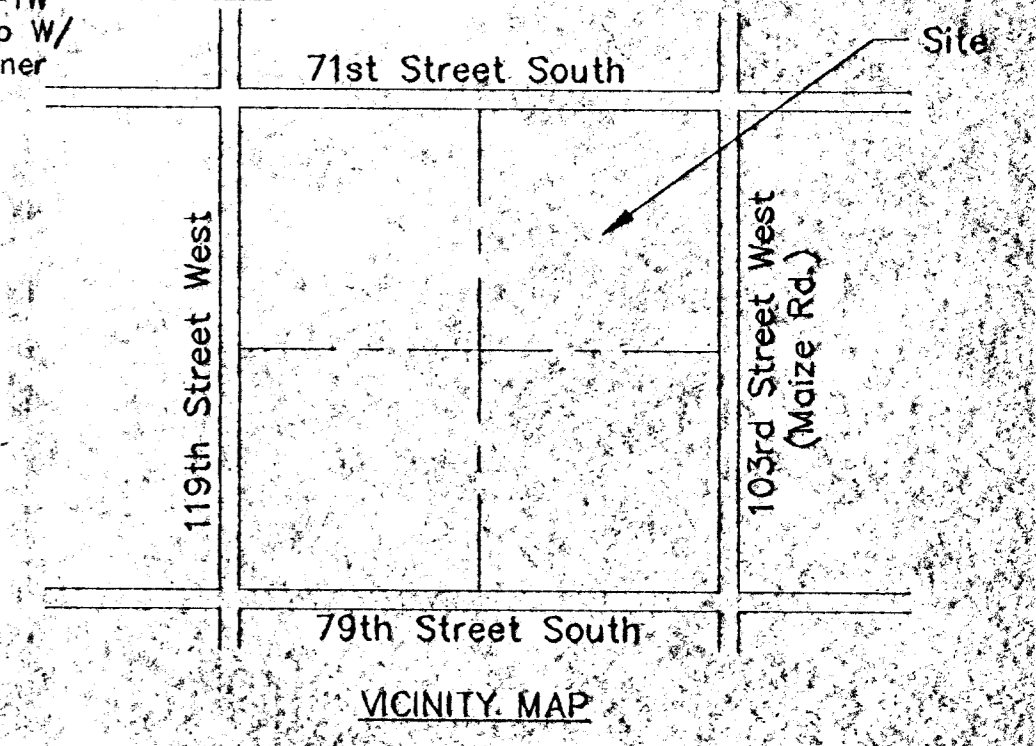 W/
Site
71st Street South
119th Street West
103rd Street West
(Maize Rd.)
79th Street South
VICINITY MAP